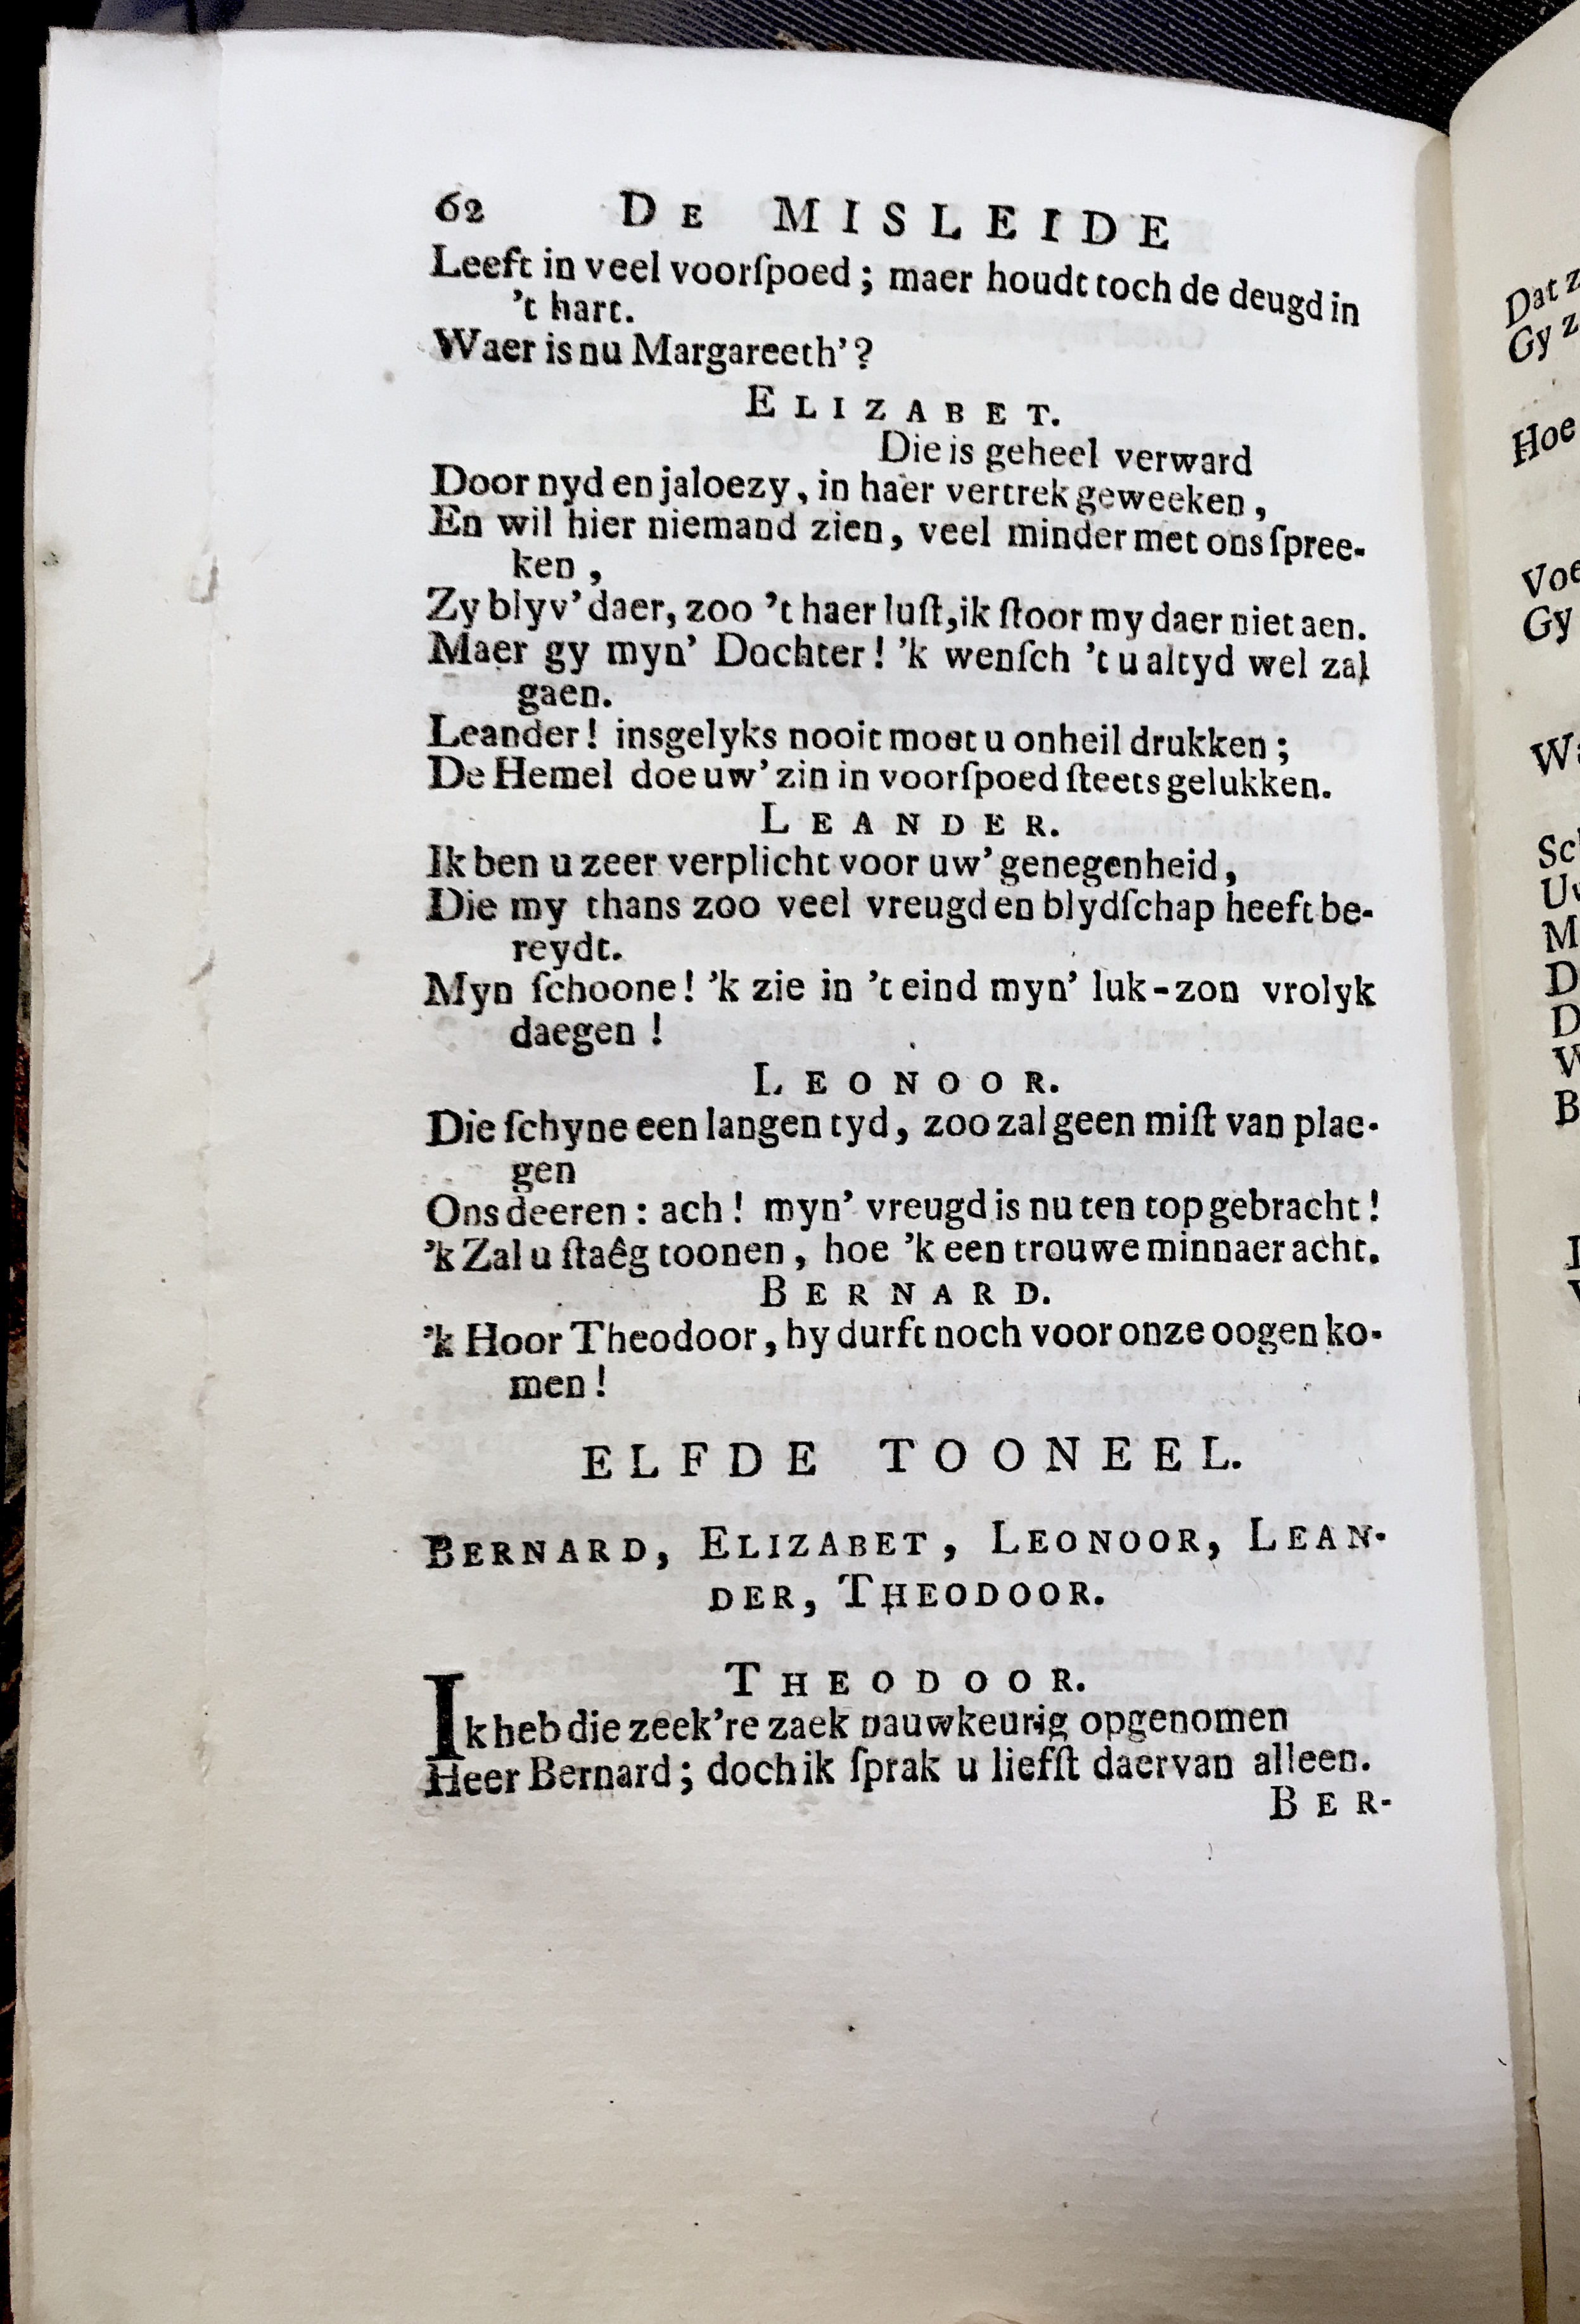 62 DE MISLEIDE
Leeft in veel voorſpoed; maer houdt toch de deugd in
't hart.
Waer is nu Margareeth'?
ELIZABET.
Die is geheel verward
Door nyd en jaloezy, in haer vertrek geweeken,
En wil hier niemand zien, veel minder met ons ſpree-
ken,
Zy blyv' daer, zoo 't haer luſt, ik ſtoor my daer niet aen.
Maer gy myn' Dochter! 'k wenſch 't u altyd wel zal
gaen.
Leander! insgelyks nooit moet u onheil drukken;
De Hemel doe uw' zin in voorſpoed ſteets gelukken.
LEANDER.
Ik ben u zeer verplicht voor uw' genegenheid,
Die my thans zoo veel vreugd en blydſchap heeft be-
reydt.
Myn ſchoone! 'k zie in 't eind myn' luk-zon vrolyk
daegen!
LEONOOR.
Die ſchyne een langen tyd, zoo zal geen miſt van plae-
gen
Ons deeren: ach! myn' vreugd is nu ten top gebracht!
'k Zal u ſtaêg toonen, hoe 'k een trouwe minnaer acht.
BERNARD.
'k Hoor Theodoor, hy durft noch voor onze oogen ko-
men!
ELFDE TOONEEL.
BERNARD, ELIZABET, LEONOOR, LEAN-
DER, THEODOOR.
THEODOOR.
Ik heb die zeek're zaek nauwkeurig opgenomen
Heer Bernard; doch ik ſprak u liefſt daer van alleen.
BER-
Dat
Gy
Hoe
Gy